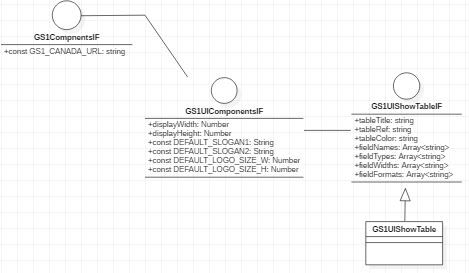 GS1CompnentsIF
+const GS1_CANADA_URL: string
GS1UIComponentsIF
+displayWidth: Number
+displayHeight: Number
+const DEFAULT_SLOGAN1: String
+const DEFAULT_SLOGAN2: String
+const DEFAULT_LOGO_SIZE_W: Number
+const DEFAULT_LOGO_SIZE_H: Number
GS1UIShowTableIF
+tableTitle: string
+tableRef: string
+tableColor: string
+fieldNames: Array<string>
+fieldTypes: Array<string>
+fieldWidths: Array<string>
+fieldFormats: Array<string>
GS1UIShowTable